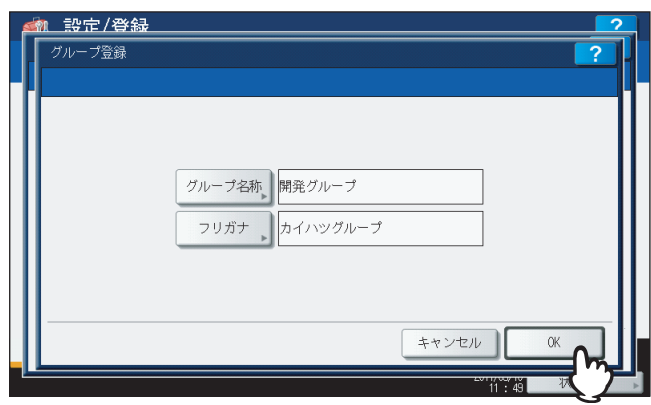 設定/登録
?
グループ登録
?
グループ名称 開発グループ
フリガナ カイハツグループ
キャンセル OK
11:49